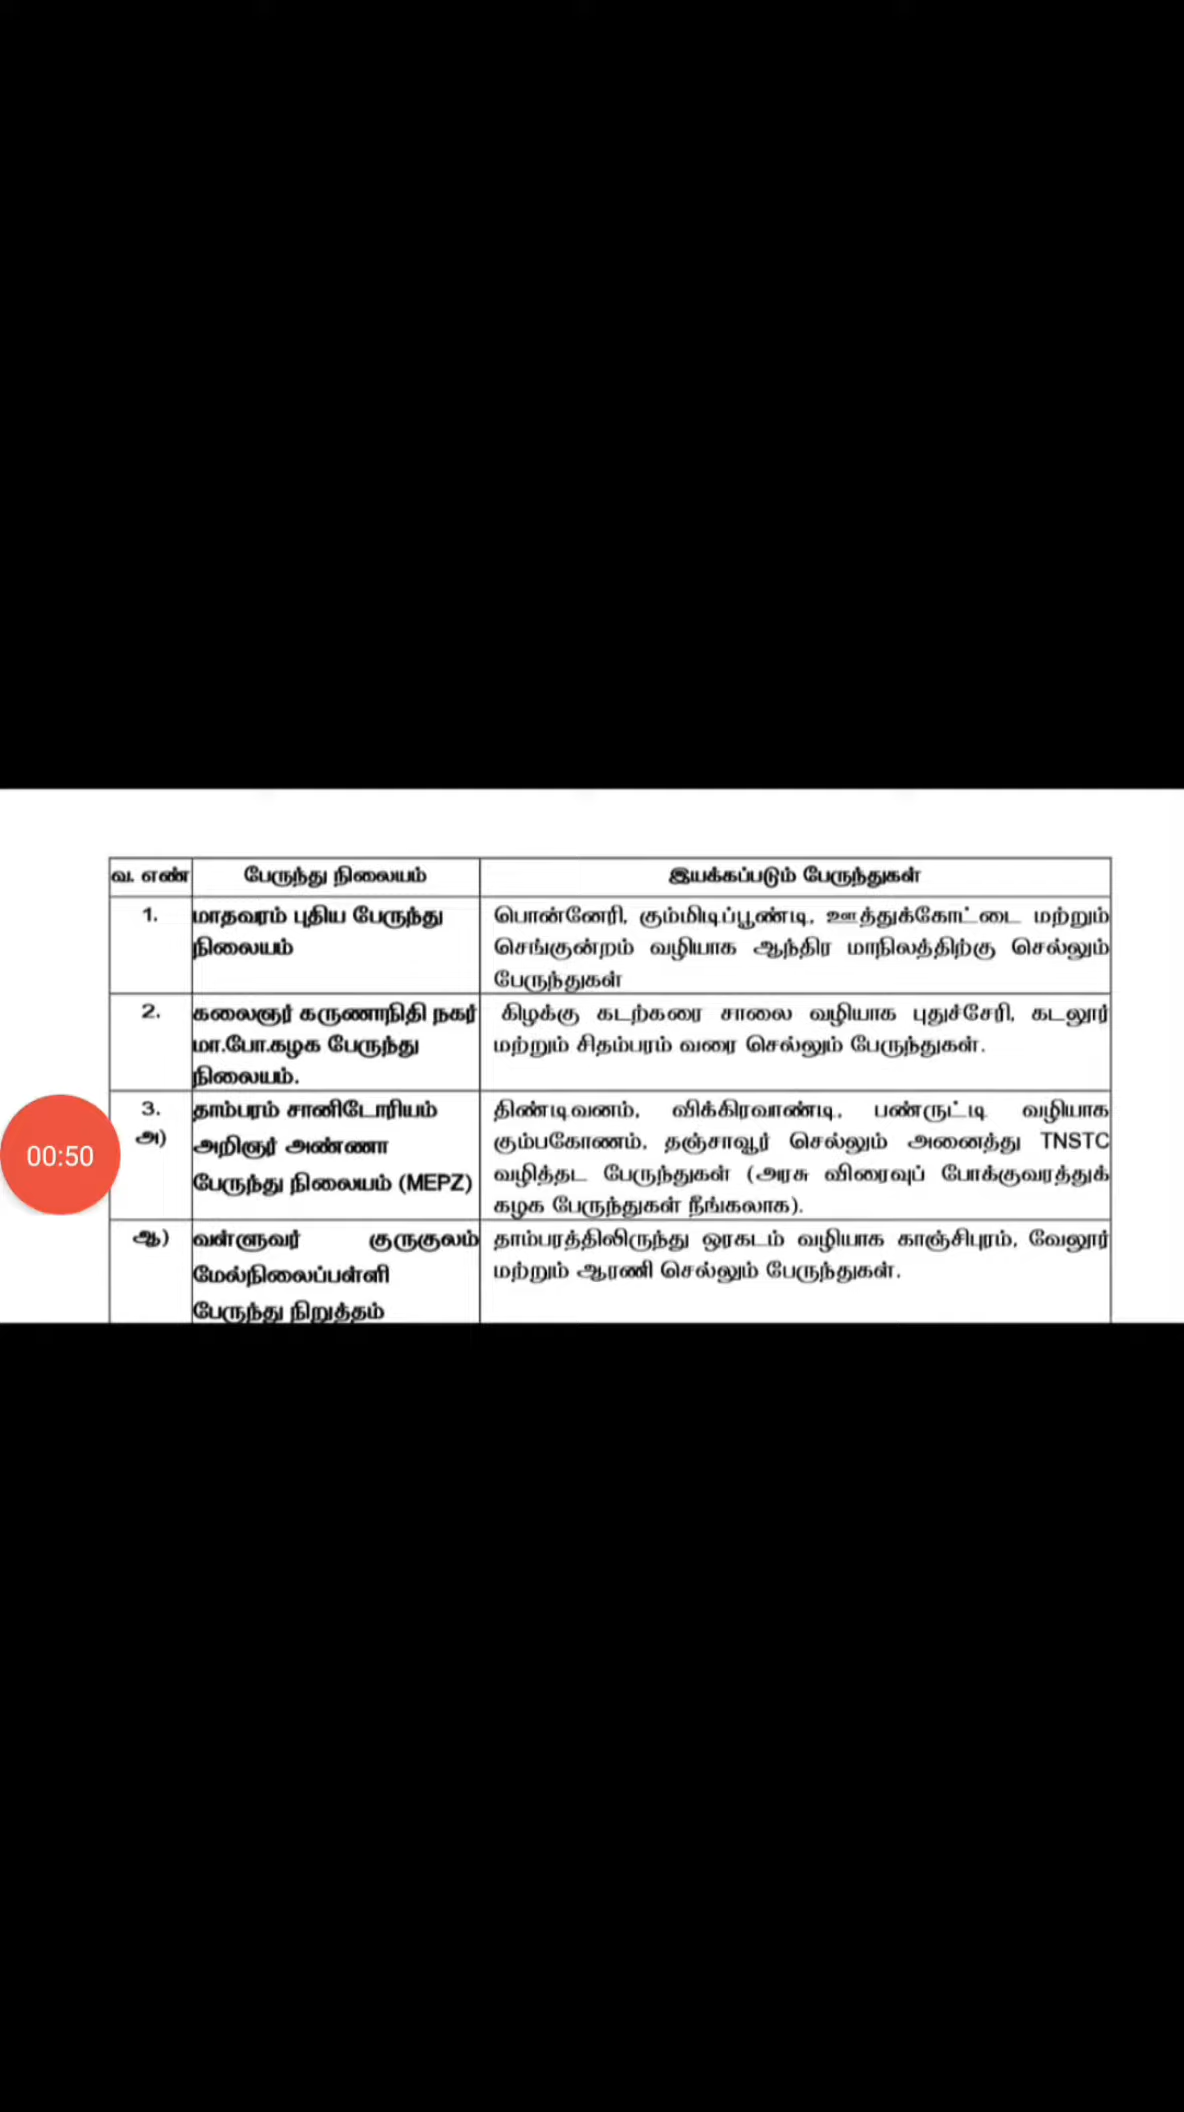 வ. எண் பேருந்து நிலையம் இயக்கப்படும் பேருந்துகள்
1. மாதவரம் புதிய பேருந்து
நிலையம்
பொன்னேரி, கும்மிடிப்பூண்டி, ஊத்துக்கோட்டை மற்றும்
செங்குன்றம் வழியாக ஆந்திர மாநிலத்திற்கு செல்லும்
பேருந்துகள்
2. கலைஞர் கருணாநிதி நகர்
மா.போ.கழக பேருந்து
நிலையம்.
கிழக்கு கடற்கரை சாலை வழியாக புதுச்சேரி, கடலூர்
மற்றும் சிதம்பரம் வரை செல்லும் பேருந்துகள்.
3.
அ)
தாம்பரம் சானிடோரியம்
அறிஞர் அண்ணா
பேருந்து நிலையம் (MEPZ)
திண்டிவனம், விக்கிரவாண்டி, பண்ருட்டி வழியாக
கும்பகோணம், தஞ்சாவூர் செல்லும் அனைத்து TNSTC
வழித்தட பேருந்துகள் (அரசு விரைவுப் போக்குவரத்துக்
கழக பேருந்துகள் நீங்கலாக).
ஆ) வள்ளுவர் குருகுலம்
மேல்நிலைப்பள்ளி
பேருந்து நிறுத்தம்
தாம்பரத்திலிருந்து ஒரகடம் வழியாக காஞ்சிபுரம், வேலூர்
மற்றும் ஆரணி செல்லும் பேருந்துகள்.
00:50